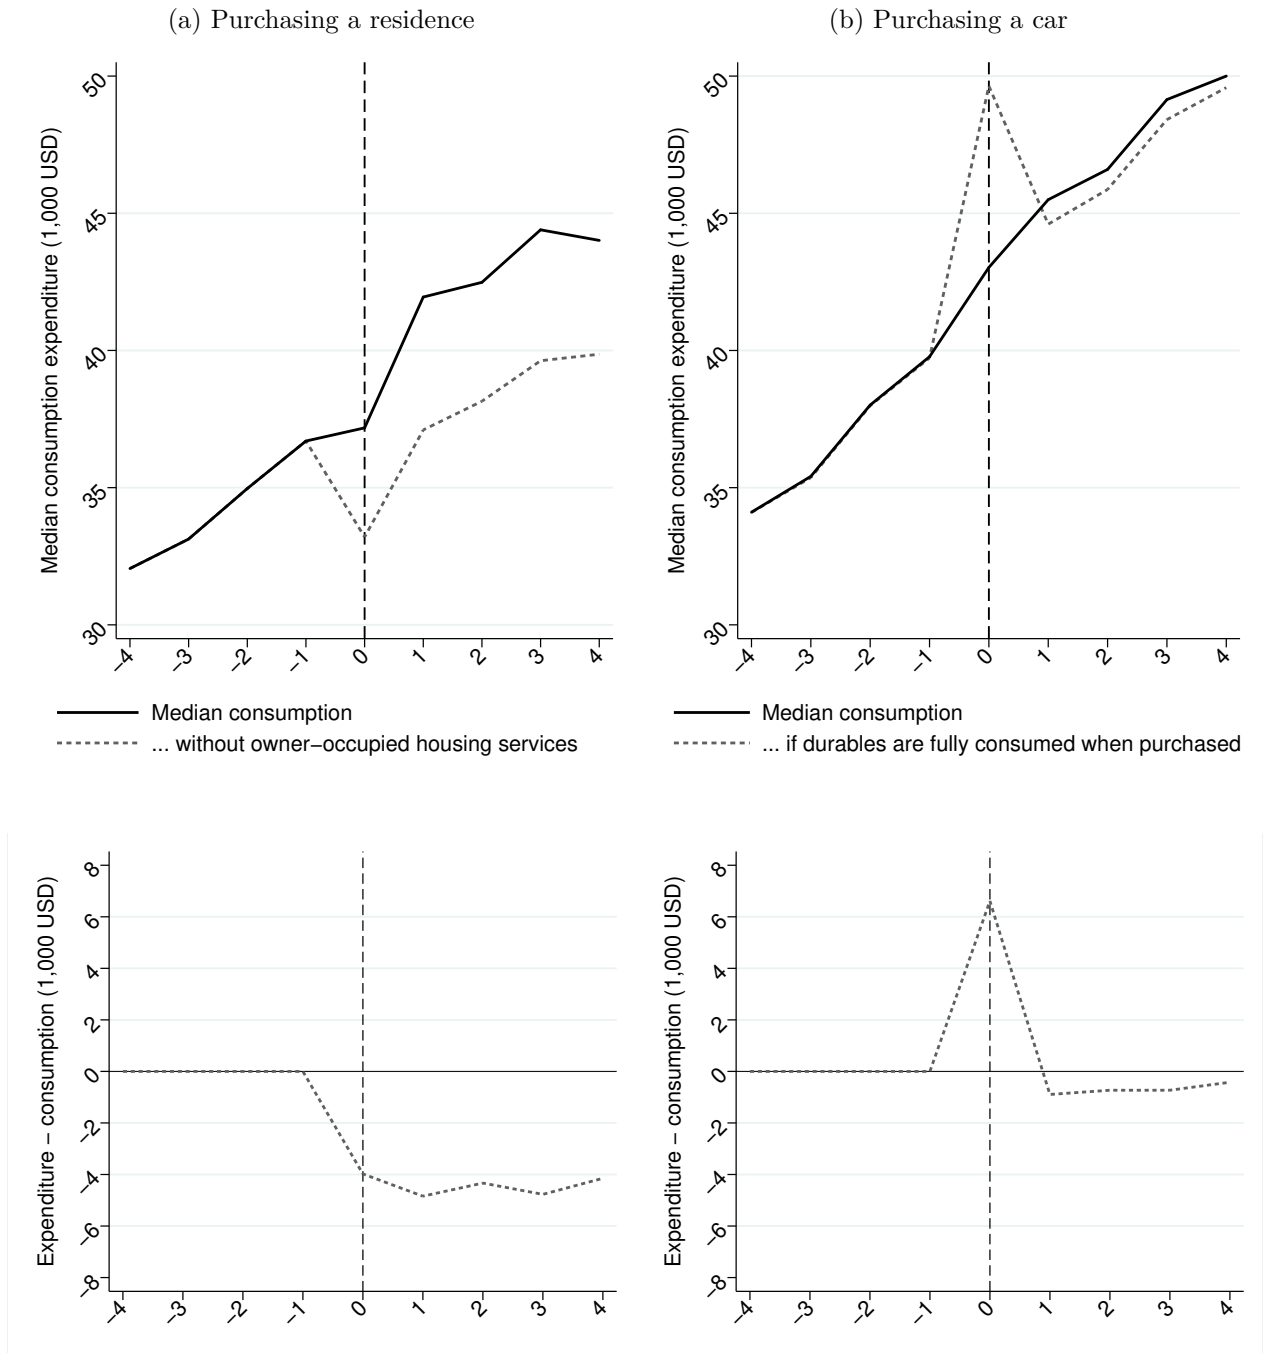 (a) Purchasing a residence
(b) Purchasing a car
Median consumption expenditure (1,000 USD)
50
45
40
35
30
−4 −3 −2 −1 0 1 2 3 4
Median consumption
... without owner−occupied housing services
Median consumption expenditure (1,000 USD)
50
45
40
35
30
−4 −3 −2 −1 0 1 2 3 4
Median consumption
... if durables are fully consumed when purchased
Expenditure − consumption (1,000 USD)
8
6
4
2
0
−2
−4
−6
−8
−4 −3 −2 −1 0 1 2 3 4
Expenditure − consumption (1,000 USD)
8
6
4
2
0
−2
−4
−6
−8
−4 −3 −2 −1 0 1 2 3 4